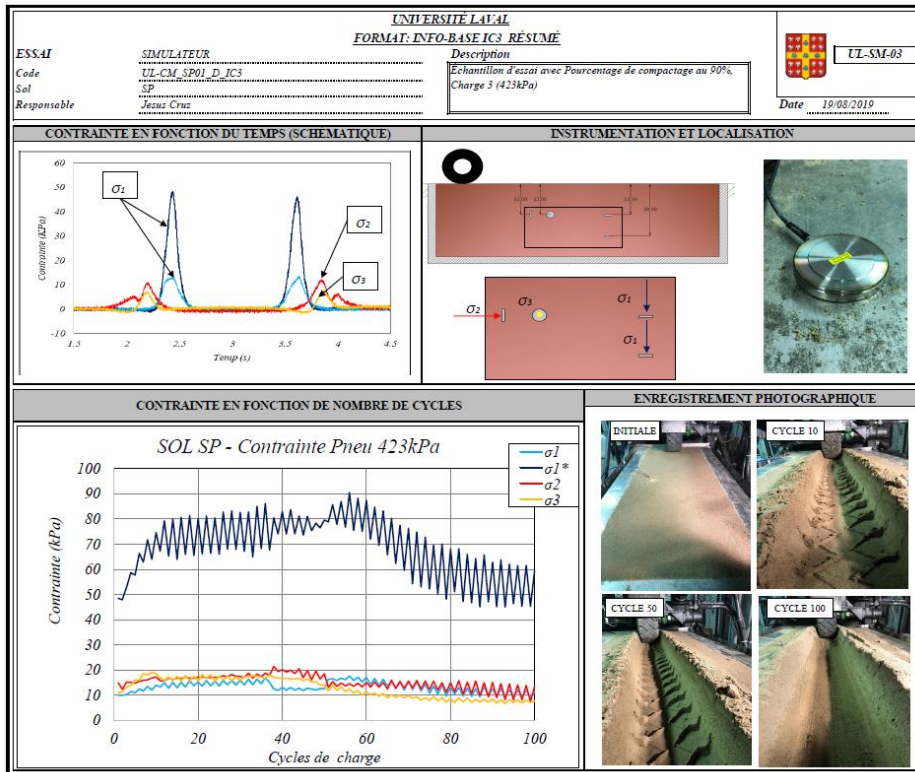 UNIVERSITÉ LAVAL
FORMAT: INFO-BASE IC3 RÉSUMÉ
ESSAI SIMULATEUR Description
Code UL-CM_SP01_D_IC3 Échantillon d'essai avec Pourcentage de compactage au 90%,
Sol SP Charge 3 (423kPa)
Responsable Jesus Cruz
UL-SM-03
Date 19/08/2019
CONTRAINTE EN FONCTION DU TEMPS (SCHÉMATIQUE)
Contrainte (KPa)
60
50
40
30
20
10
0
-10
σ1
σ2
σ3
1.5 2 2.5 3 3.5 4 4.5
Temp (s)
INSTRUMENTATION ET LOCALISATION
σ2
σ3
σ1
σ1
CONTRAINTE EN FONCTION DE NOMBRE DE CYCLES
SOL SP - Contrainte Pneu 423kPa
σ1
σ1*
σ2
σ3
Contrainte (kPa)
100
90
80
70
60
50
40
30
20
10
0
0 20 40 60 80 100
Cycles de charge
ENREGISTREMENT PHOTOGRAPHIQUE
INITIALE
CYCLE 10
CYCLE 50
CYCLE 100